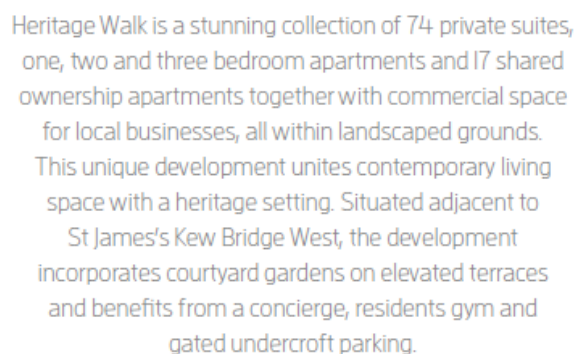 Heritage Walk is a stunning collection of 74 private suites,
one, two and three bedroom apartments and 17 shared
ownership apartments together with commercial space
for local businesses, all within landscaped grounds.
This unique development unites contemporary living
space with a heritage setting. Situated adjacent to
St James's Kew Bridge West, the development
incorporates courtyard gardens on elevated terraces
and benefits from a concierge, residents gym and
gated undercroft parking.